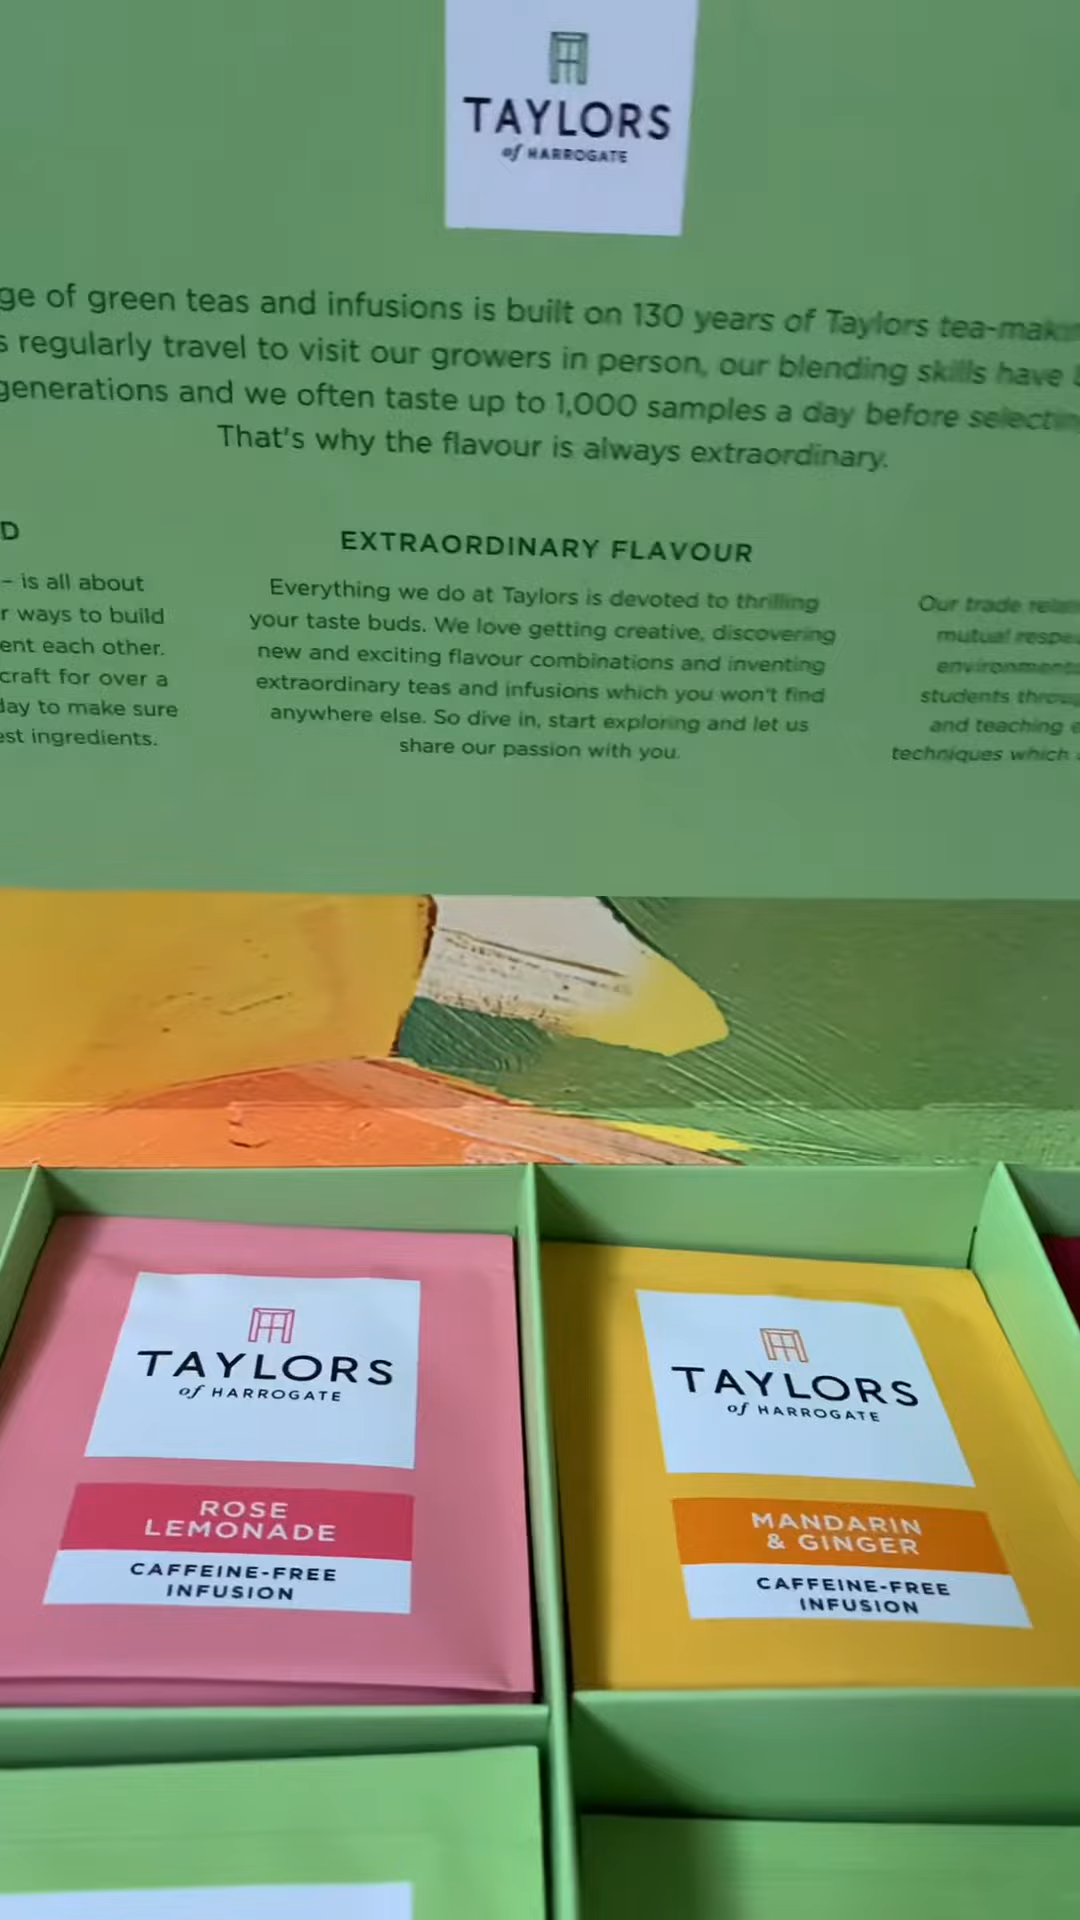 TAYLORS
of HARROGATE
of green teas and infusions is built on 130 years of Taylors
regularly travel to visit our growers in person, our blending skills have
generations and we often taste up to 1,000 samples a day before
That's why the flavour is always extraordinary.
– is all about
ways to build
each other.
craft for over a
to make sure
ingredients.
EXTRAORDINARY FLAVOUR
Everything we do at Taylors is devoted to thrilling
your taste buds. We love getting creative, discovering
new and exciting flavour combinations and inventing
extraordinary teas and infusions which you won't find
anywhere else. So dive in, start exploring and let us
share our passion with you.
Our trade
mutual
students
and teaching
techniques which
TAYLORS
of HARROGATE
ROSE
LEMONADE
CAFFEINE-FREE
INFUSION
TAYLORS
of HARROGATE
MANDARIN
& GINGER
CAFFEINE-FREE
INFUSION